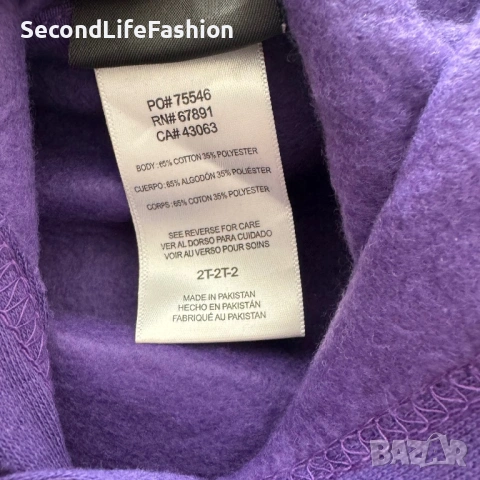 SecondLifeFashion
PO# 75546
RN# 67891
CA# 43063
BODY : 65% COTTON 35% POLYESTER
CUERPO : 65% ALGODÓN 35% POLIÉSTER
CORPS : 65% COTON 35% POLYESTER
SEE REVERSE FOR CARE
VER AL DORSO PARA CUIDADO
VOIR AU VERSO POUR SOINS
2T-2T-2
MADE IN PAKISTAN
HECHO EN PAKISTÁN
FABRIQUÉ AU PAKISTAN
BAZAR